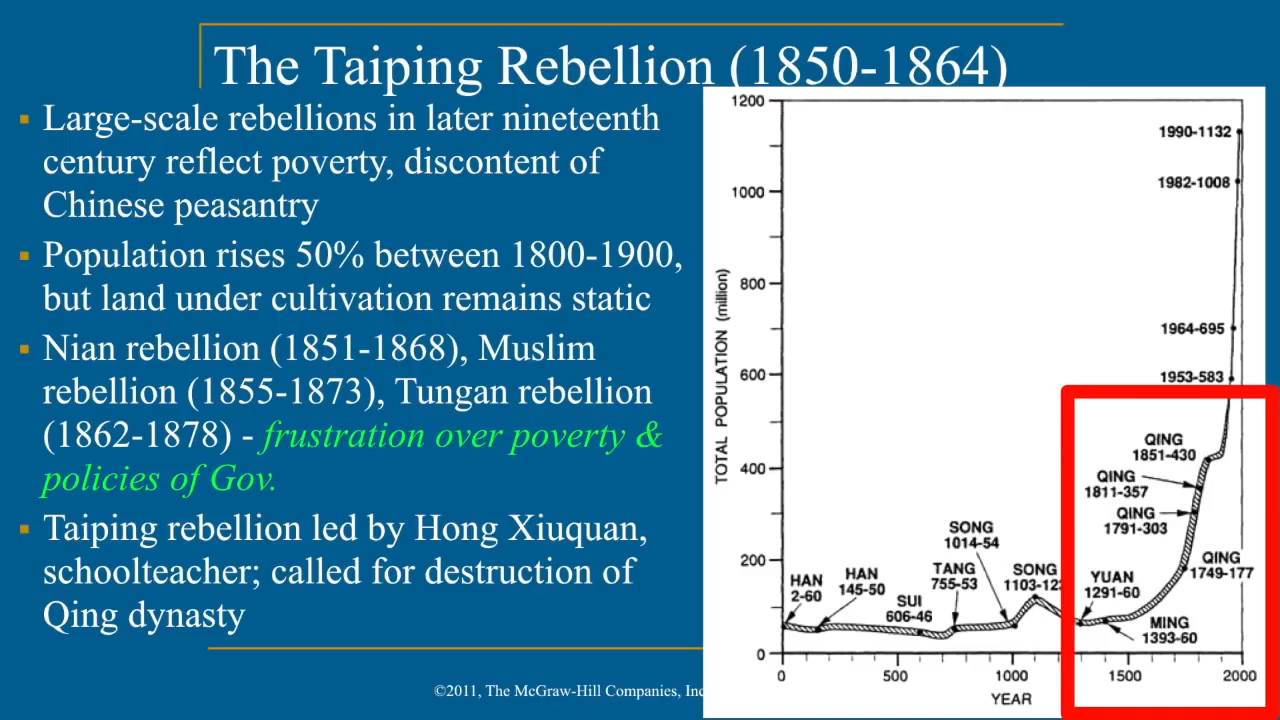 The Taiping Rebellion (1850-1864)
▪ Large-scale rebellions in later nineteenth
century reflect poverty, discontent of
Chinese peasantry
▪ Population rises 50% between 1800-1900,
but land under cultivation remains static
▪ Nian rebellion (1851-1868), Muslim
rebellion (1855-1873), Tungan rebellion
(1862-1878) - frustration over poverty &
policies of Gov.
▪ Taiping rebellion led by Hong Xiuquan,
schoolteacher; called for destruction of
Qing dynasty
©2011, The McGraw-Hill Companies, Inc
TOTAL POPULATION (million)
1200
1000
800
600
400
200
0
1990-1132
1982-1008
1964-695
1953-583
QING
1851-430
QING
1811-357
QING
1791-303
QING
1749-177
HAN
2-60
HAN
145-50
SUI
606-46
TANG
755-53
SONG
1014-54
SONG
1103-123
YUAN
1291-60
MING
1393-60
0
500
1000
1500
2000
YEAR